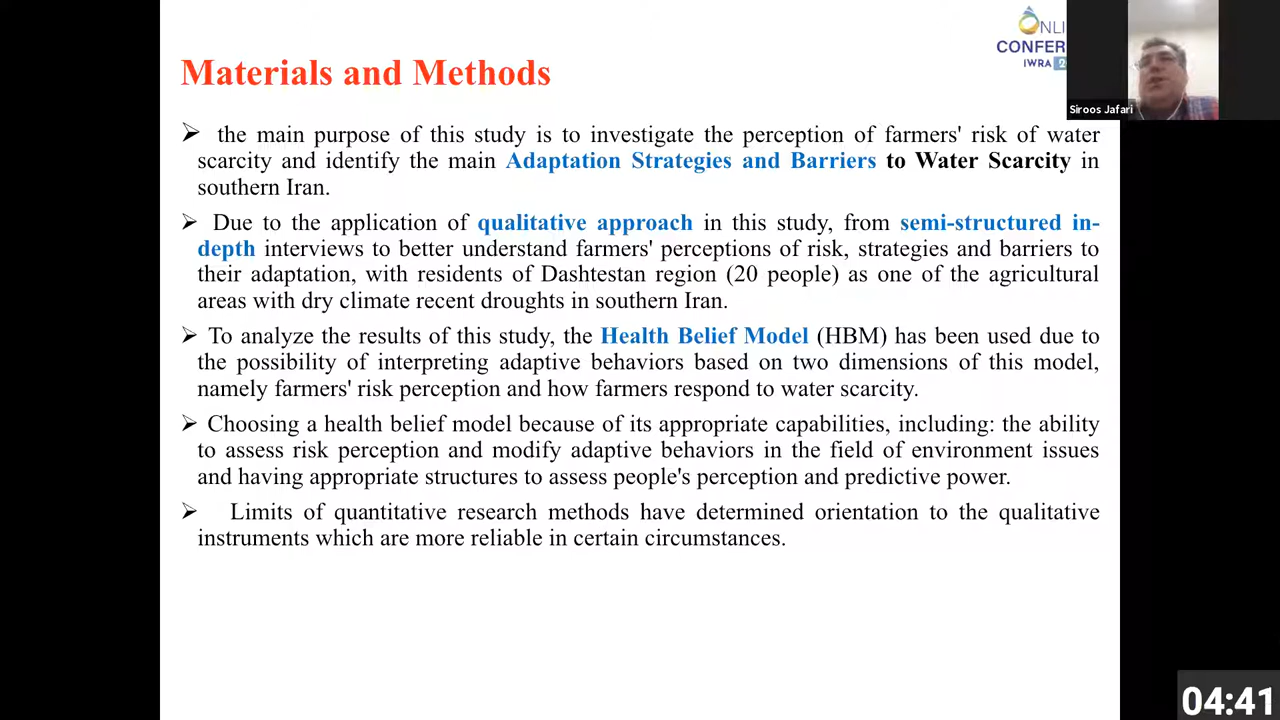 ONLI
CONFER
IWRA 2
Siroos Jafari
Materials and Methods
➢ the main purpose of this study is to investigate the perception of farmers' risk of water
scarcity and identify the main Adaptation Strategies and Barriers to Water Scarcity in
southern Iran.
➢ Due to the application of qualitative approach in this study, from semi-structured in-
depth interviews to better understand farmers' perceptions of risk, strategies and barriers to
their adaptation, with residents of Dashtestan region (20 people) as one of the agricultural
areas with dry climate recent droughts in southern Iran.
➢ To analyze the results of this study, the Health Belief Model (HBM) has been used due to
the possibility of interpreting adaptive behaviors based on two dimensions of this model,
namely farmers' risk perception and how farmers respond to water scarcity.
➢ Choosing a health belief model because of its appropriate capabilities, including: the ability
to assess risk perception and modify adaptive behaviors in the field of environment issues
and having appropriate structures to assess people's perception and predictive power.
➢ Limits of quantitative research methods have determined orientation to the qualitative
instruments which are more reliable in certain circumstances.
04:41